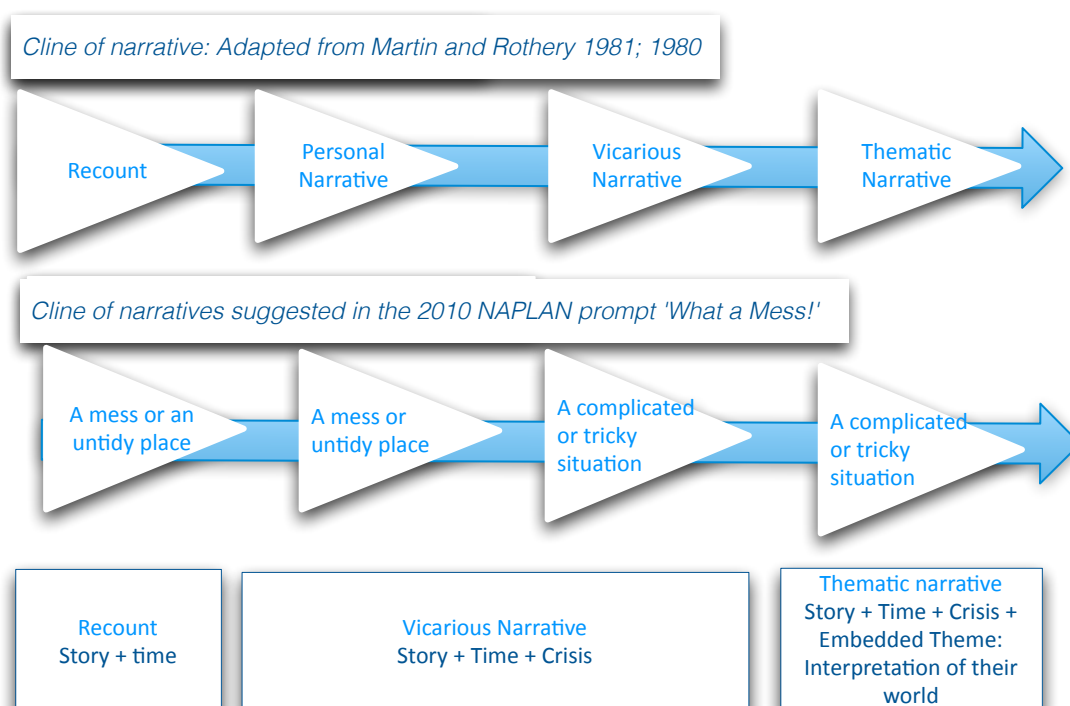 Cline of narrative: Adapted from Martin and Rothery 1981; 1980
Recount
Personal
Narrative
Vicarious
Narrative
Thematic
Narrative
Cline of narratives suggested in the 2010 NAPLAN prompt 'What a Mess!'
A mess or an
untidy place
A mess or
untidy place
A complicated
or tricky
situation
A complicated
or tricky
situation
Recount
Story + time
Vicarious Narrative
Story + Time + Crisis
Thematic narrative
Story + Time + Crisis +
Embedded Theme:
Interpretation of their
world